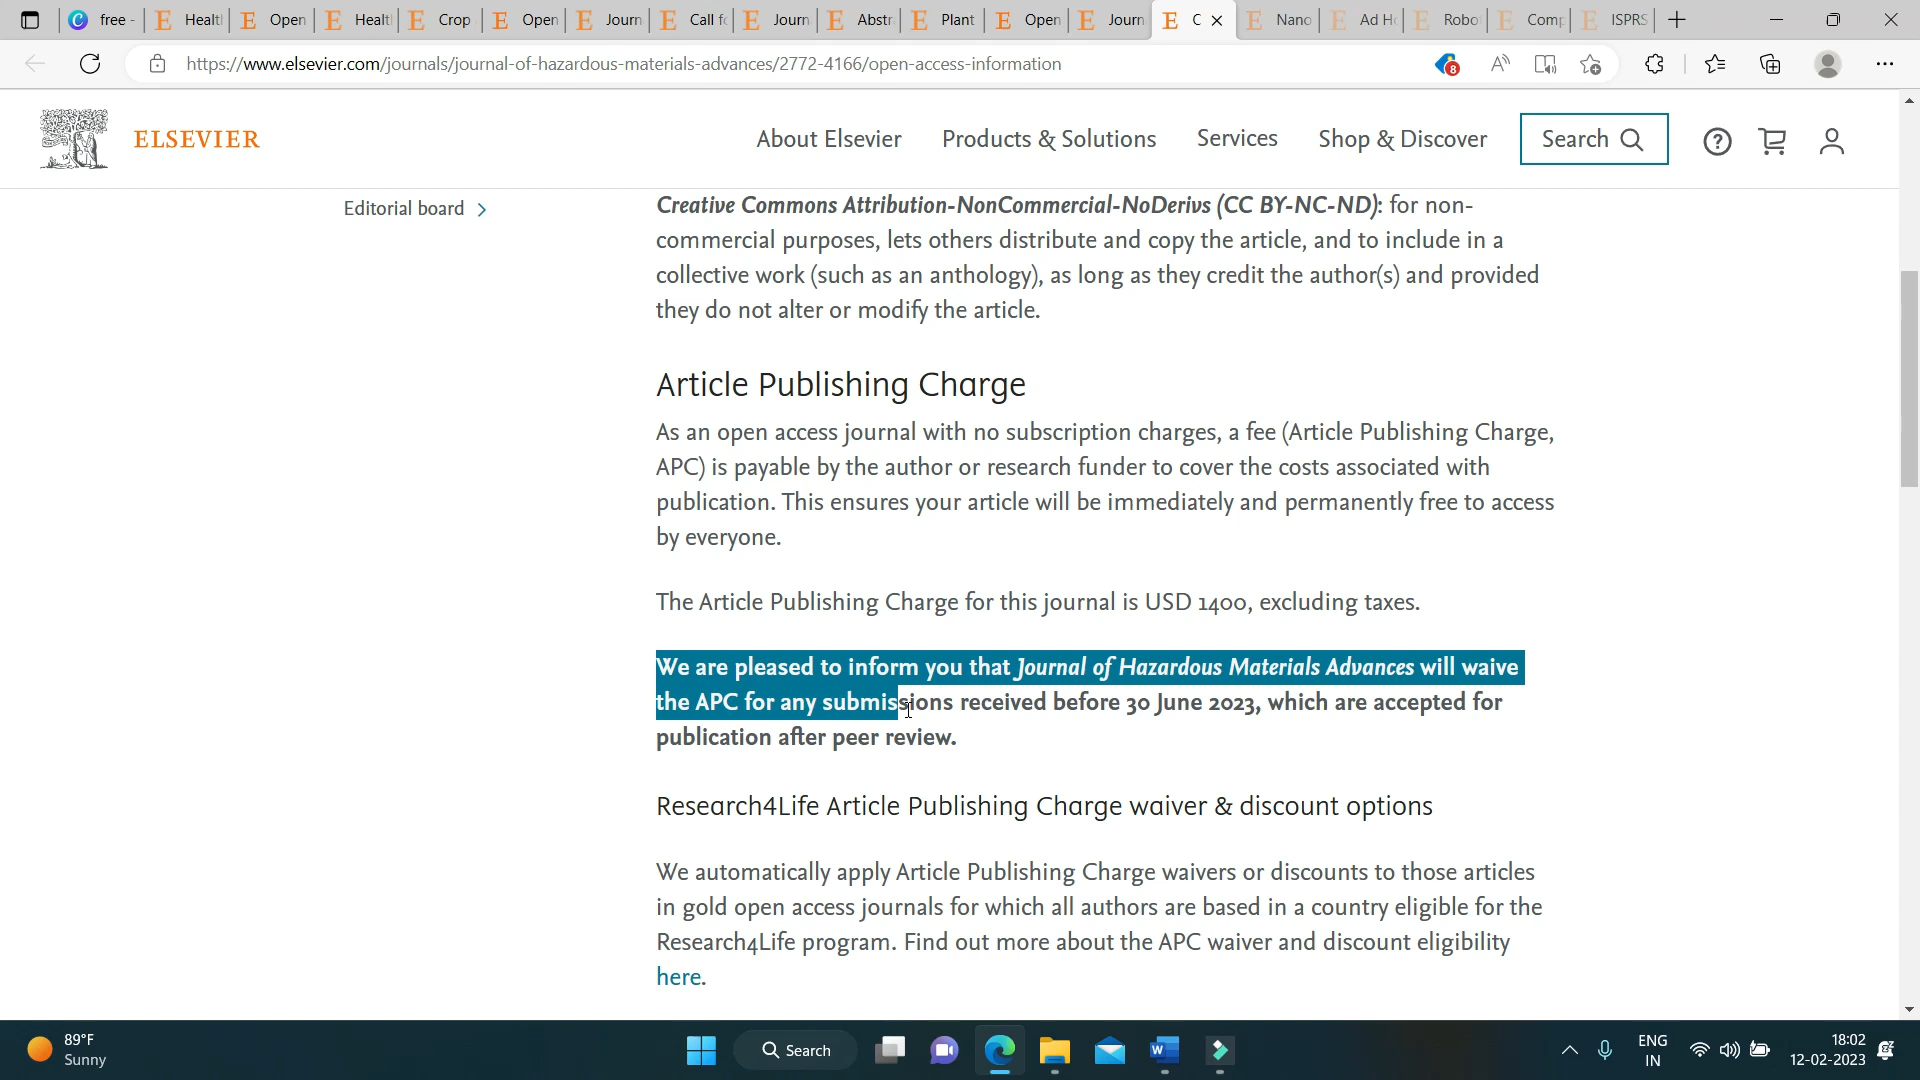 free -
Healt
Open
Healt
Crop
Open
Journ
Call fo
Journ
Abstr
Plant
Open
Journ
C
Nano
Ad Ho
Robo
Comp
ISPRS
https://www.elsevier.com/journals/journal-of-hazardous-materials-advances/2772-4166/open-access-information
8
ELSEVIER
About Elsevier
Products & Solutions
Services
Shop & Discover
Search
Editorial board
Creative Commons Attribution-NonCommercial-NoDerivs (CC BY-NC-ND): for non-
commercial purposes, lets others distribute and copy the article, and to include in a
collective work (such as an anthology), as long as they credit the author(s) and provided
they do not alter or modify the article.
Article Publishing Charge
As an open access journal with no subscription charges, a fee (Article Publishing Charge,
APC) is payable by the author or research funder to cover the costs associated with
publication. This ensures your article will be immediately and permanently free to access
by everyone.
The Article Publishing Charge for this journal is USD 1400, excluding taxes.
We are pleased to inform you that Journal of Hazardous Materials Advances will waive
the APC for any submissions received before 30 June 2023, which are accepted for
publication after peer review.
Research4Life Article Publishing Charge waiver & discount options
We automatically apply Article Publishing Charge waivers or discounts to those articles
in gold open access journals for which all authors are based in a country eligible for the
Research4Life program. Find out more about the APC waiver and discount eligibility
here.
89°F
Sunny
Search
ENG
IN
18:02
12-02-2023